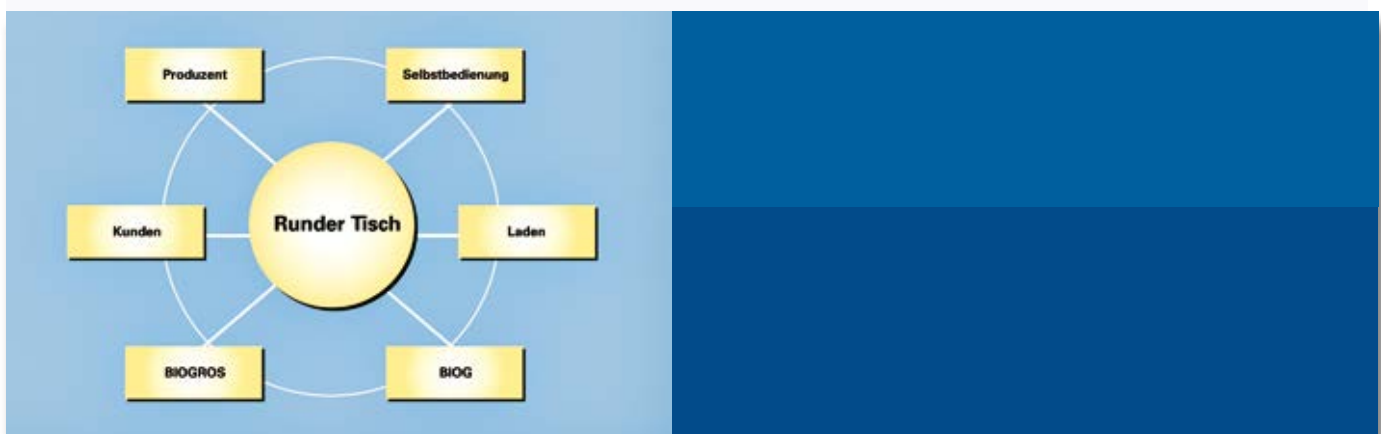 Produzent
Selbstbedienung
Runder Tisch
Kunden
Laden
BIOGROS
BIOG